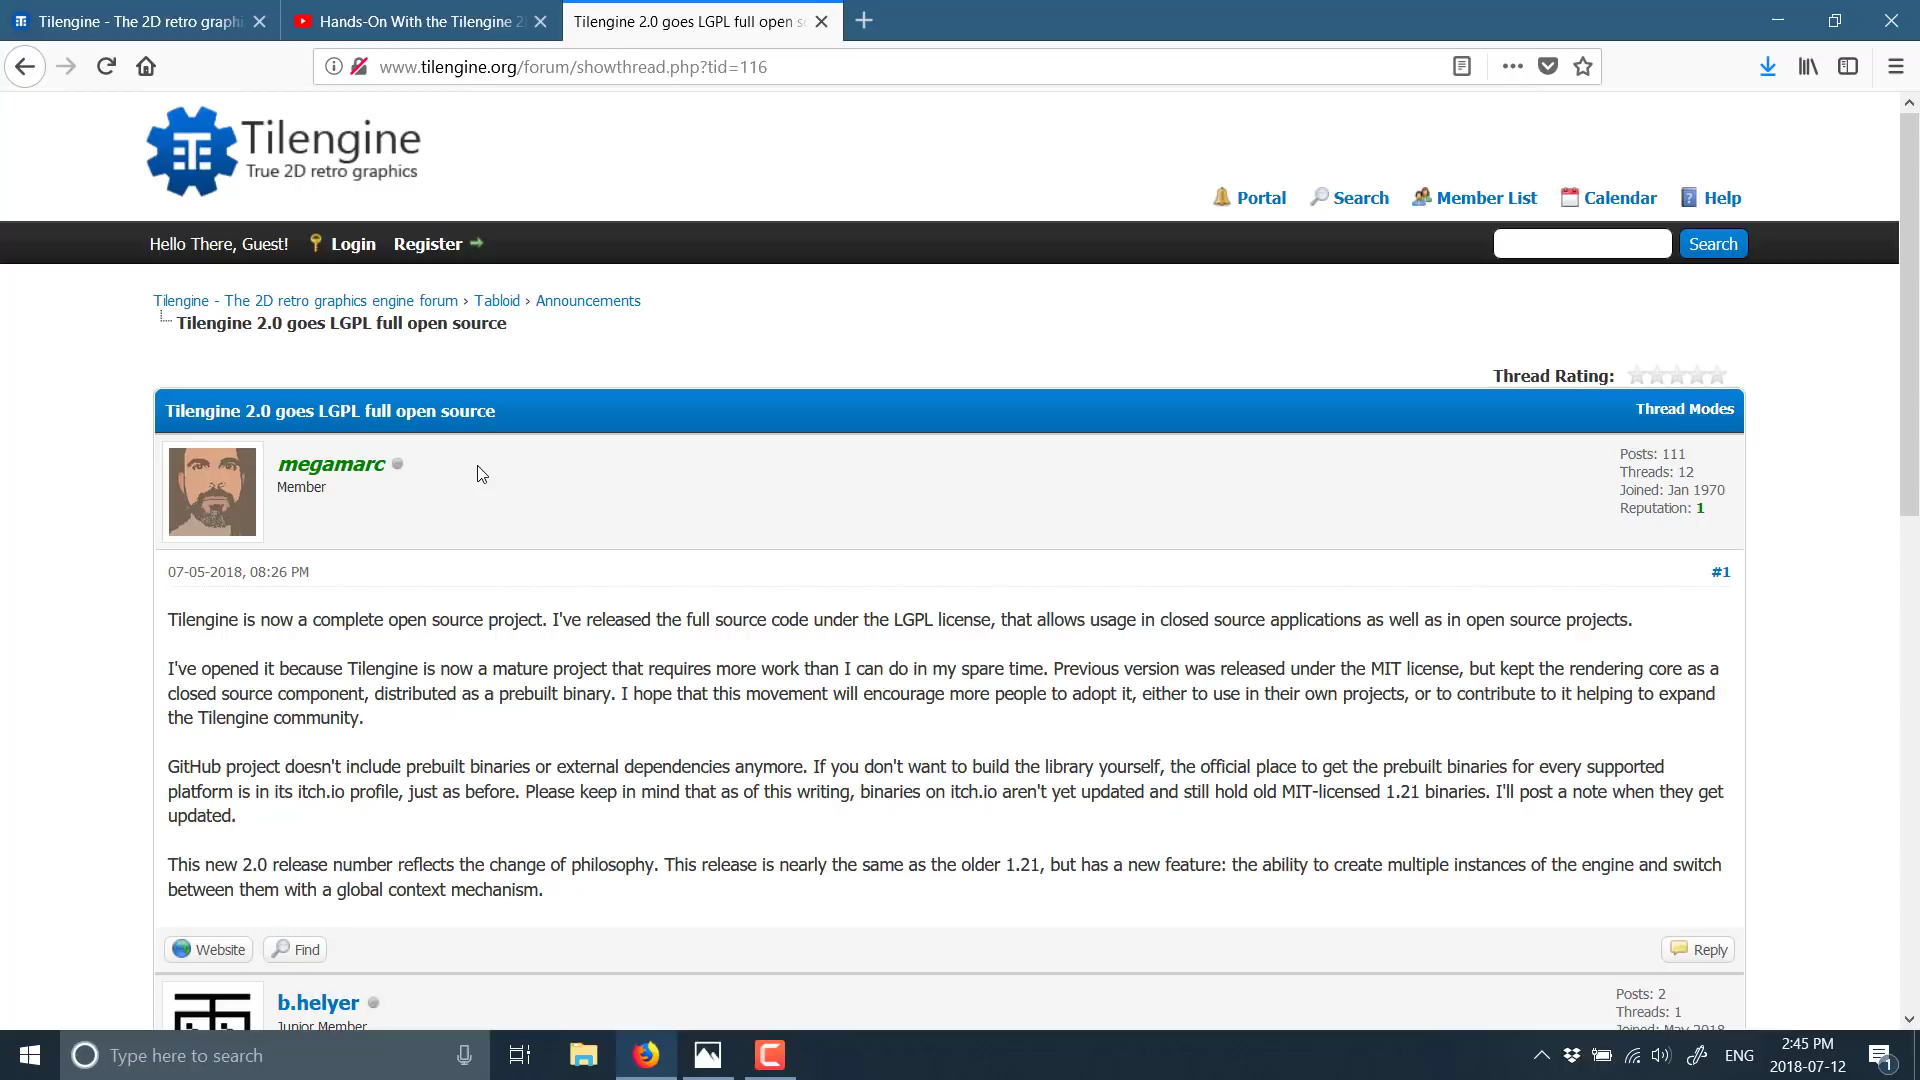 Tilengine - The 2D retro graphi
Hands-On With the Tilengine 2
Tilengine 2.0 goes LGPL full open s
www.tilengine.org/forum/showthread.php?tid=116
Tilengine
True 2D retro graphics
Portal
Search
Member List
Calendar
Help
Hello There, Guest!
Login
Register
Search
Tilengine - The 2D retro graphics engine forum › Tabloid › Announcements
Tilengine 2.0 goes LGPL full open source
Thread Rating:
Tilengine 2.0 goes LGPL full open source
Thread Modes
megamarc
Member
Posts: 111
Threads: 12
Joined: Jan 1970
Reputation: 1
07-05-2018, 08:26 PM
#1
Tilengine is now a complete open source project. I've released the full source code under the LGPL license, that allows usage in closed source applications as well as in open source projects.
I've opened it because Tilengine is now a mature project that requires more work than I can do in my spare time. Previous version was released under the MIT license, but kept the rendering core as a
closed source component, distributed as a prebuilt binary. I hope that this movement will encourage more people to adopt it, either to use in their own projects, or to contribute to it helping to expand
the Tilengine community.
GitHub project doesn't include prebuilt binaries or external dependencies anymore. If you don't want to build the library yourself, the official place to get the prebuilt binaries for every supported
platform is in its itch.io profile, just as before. Please keep in mind that as of this writing, binaries on itch.io aren't yet updated and still hold old MIT-licensed 1.21 binaries. I'll post a note when they get
updated.
This new 2.0 release number reflects the change of philosophy. This release is nearly the same as the older 1.21, but has a new feature: the ability to create multiple instances of the engine and switch
between them with a global context mechanism.
Website
Find
Reply
b.helyer
Junior Member
Posts: 2
Threads: 1
Joined: May 2018
Type here to search
ENG
2:45 PM
2018-07-12
1